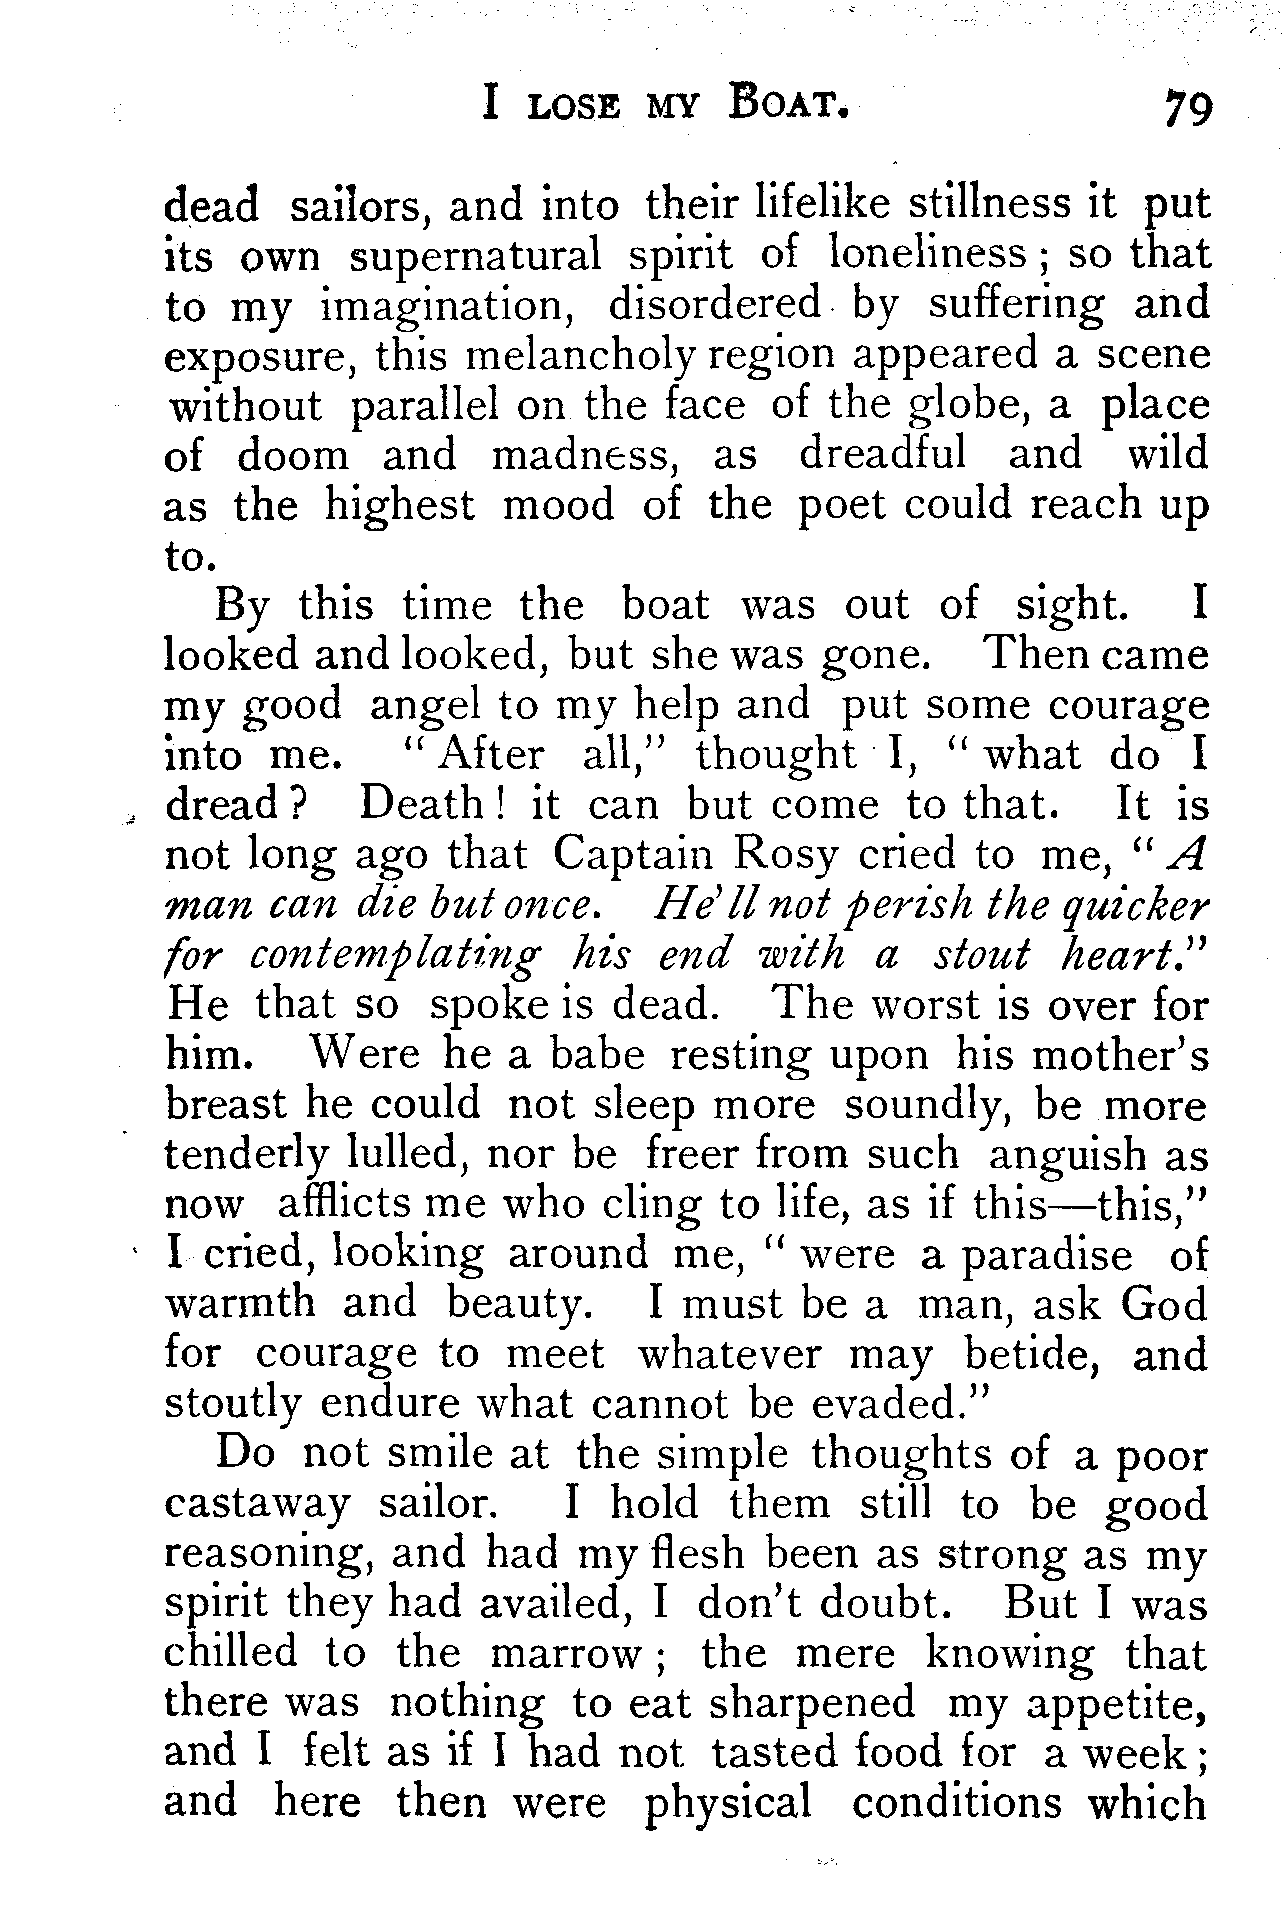 I LOSE MY BOAT. 79
dead sailors, and into their lifelike stillness it put
its own supernatural spirit of loneliness ; so that
to my imagination, disordered by suffering and
exposure, this melancholy region appeared a scene
without parallel on the face of the globe, a place
of doom and madness, as dreadful and wild
as the highest mood of the poet could reach up
to.
By this time the boat was out of sight. I
looked and looked, but she was gone. Then came
my good angel to my help and put some courage
into me. “ After all,” thought I, “ what do I
dread ? Death ! it can but come to that. It is
not long ago that Captain Rosy cried to me, “ A
man can die but once. He’ll not perish the quicker
for contemplating his end with a stout heart.”
He that so spoke is dead. The worst is over for
him. Were he a babe resting upon his mother’s
breast he could not sleep more soundly, be more
tenderly lulled, nor be freer from such anguish as
now afflicts me who cling to life, as if this—this,”
I cried, looking around me, “ were a paradise of
warmth and beauty. I must be a man, ask God
for courage to meet whatever may betide, and
stoutly endure what cannot be evaded.”
Do not smile at the simple thoughts of a poor
castaway sailor. I hold them still to be good
reasoning, and had my flesh been as strong as my
spirit they had availed, I don’t doubt. But I was
chilled to the marrow ; the mere knowing that
there was nothing to eat sharpened my appetite,
and I felt as if I had not tasted food for a week ;
and here then were physical conditions which